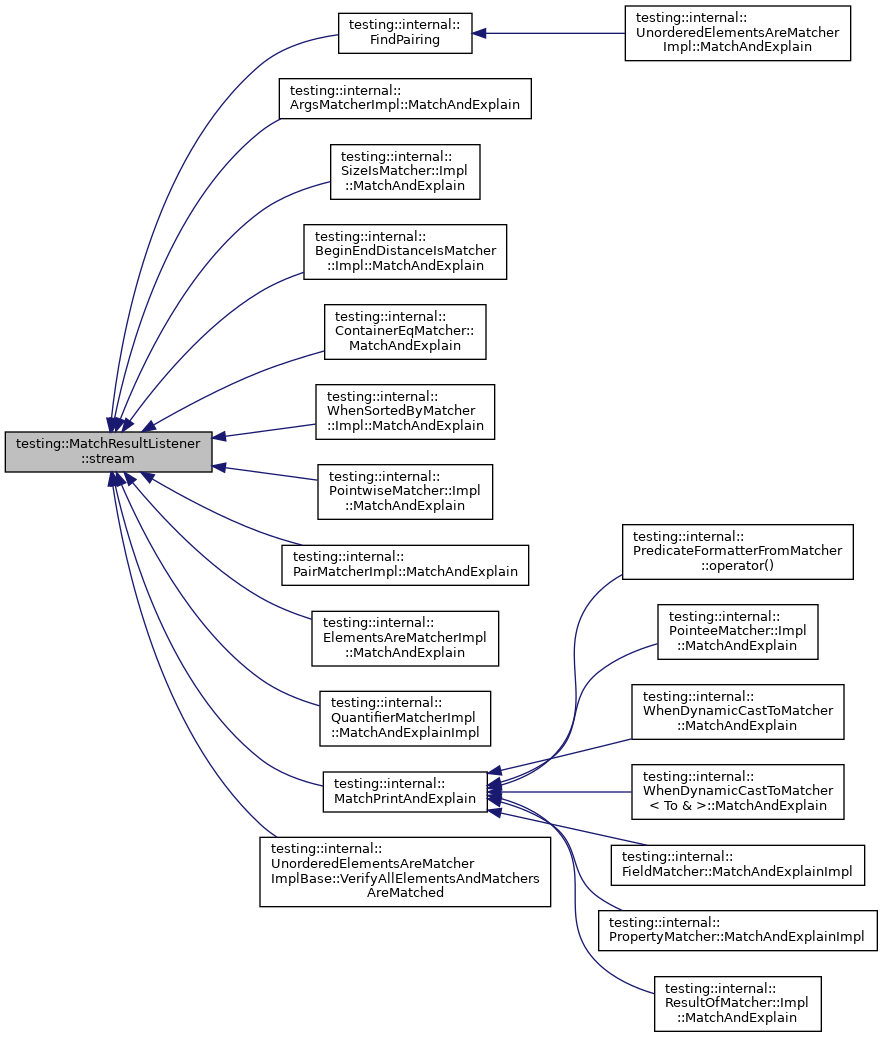 testing::internal::
FindPairing
testing::internal::
UnorderedElementsAreMatcher
Impl::MatchAndExplain
testing::internal::
ArgsMatcherImpl::MatchAndExplain
testing::internal::
SizeIsMatcher::Impl
::MatchAndExplain
testing::internal::
BeginEndDistanceIsMatcher
::Impl::MatchAndExplain
testing::internal::
ContainerEqMatcher::
MatchAndExplain
testing::internal::
WhenSortedByMatcher
::Impl::MatchAndExplain
testing::MatchResultListener
::stream
testing::internal::
PointwiseMatcher::Impl
::MatchAndExplain
testing::internal::
PairMatcherImpl::MatchAndExplain
testing::internal::
ElementsAreMatcherImpl
::MatchAndExplain
testing::internal::
QuantifierMatcherImpl
::MatchAndExplainImpl
testing::internal::
MatchPrintAndExplain
testing::internal::
UnorderedElementsAreMatcher
ImplBase::VerifyAllElementsAndMatchers
AreMatched
testing::internal::
PredicateFormatterFromMatcher
::operator()
testing::internal::
PointeeMatcher::Impl
::MatchAndExplain
testing::internal::
WhenDynamicCastToMatcher
::MatchAndExplain
testing::internal::
WhenDynamicCastToMatcher
< To & >::MatchAndExplain
testing::internal::
FieldMatcher::MatchAndExplainImpl
testing::internal::
PropertyMatcher::MatchAndExplainImpl
testing::internal::
ResultOfMatcher::Impl
::MatchAndExplain